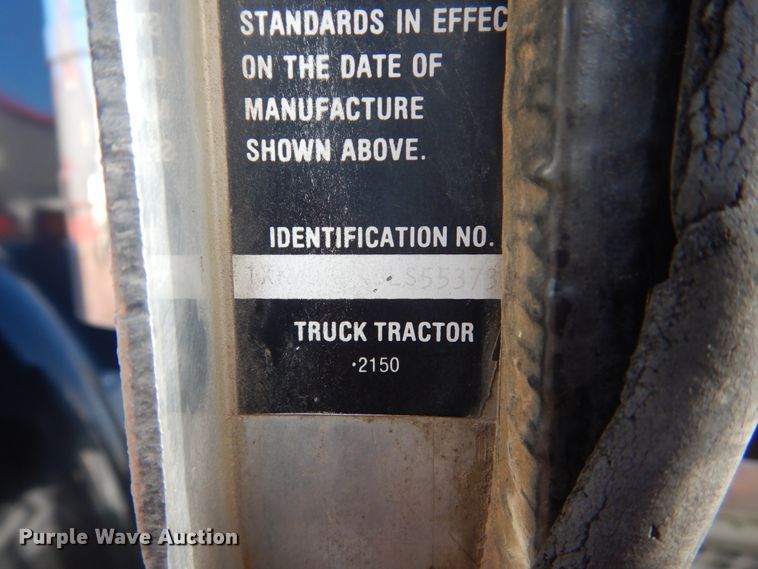 STANDARDS IN EFFEC
ON THE DATE OF
MANUFACTURE
SHOWN ABOVE.
IDENTIFICATION NO.
TRUCK TRACTOR
·2150
Purple Wave Auction